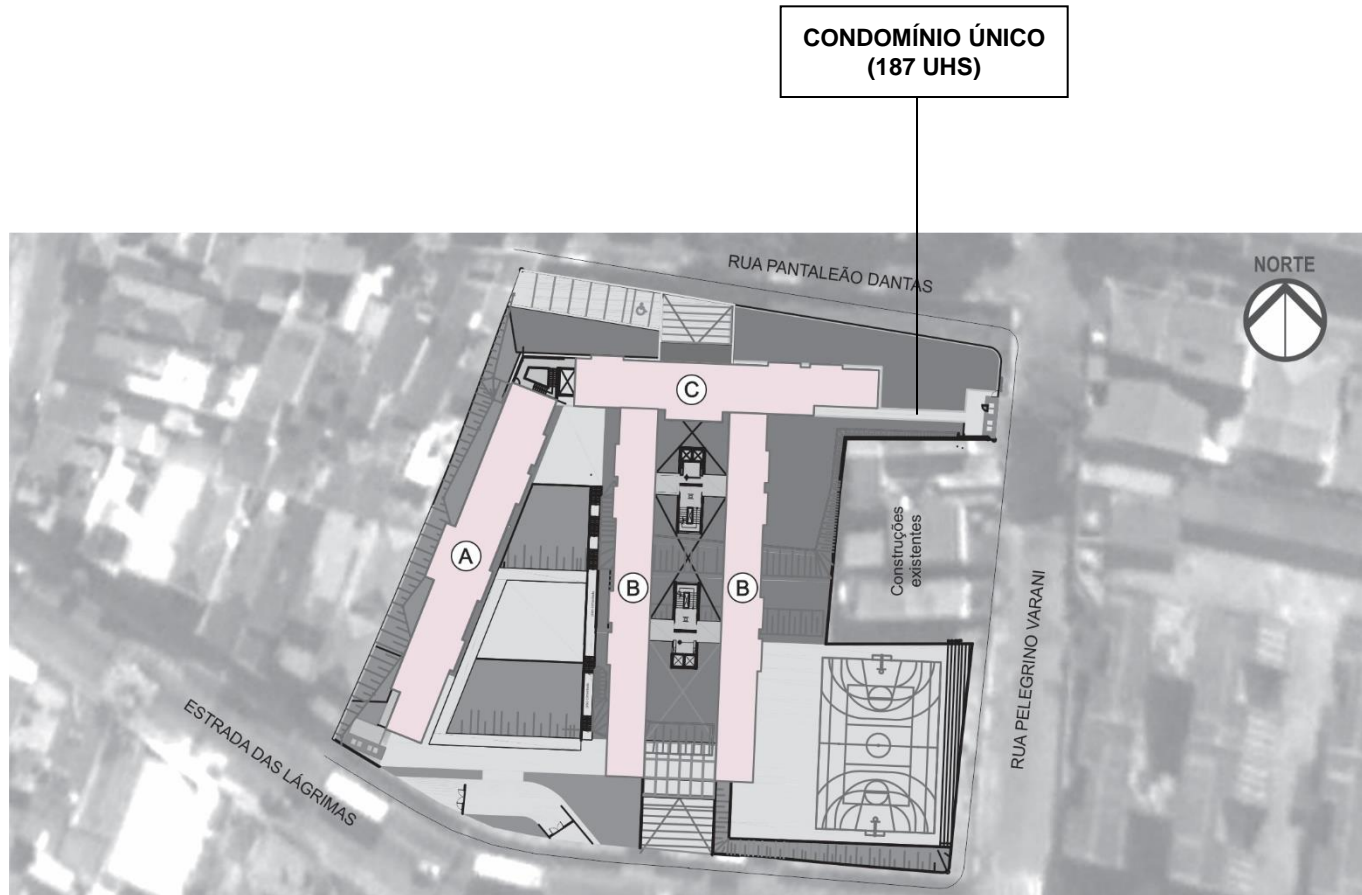 CONDOMÍNIO ÚNICO
(187 UHS)
RUA PANTALEÃO DANTAS
NORTE
C
A
B
B
Construções
existentes
RUA PELEGRINO VARANI
ESTRADA DAS LÁGRIMAS